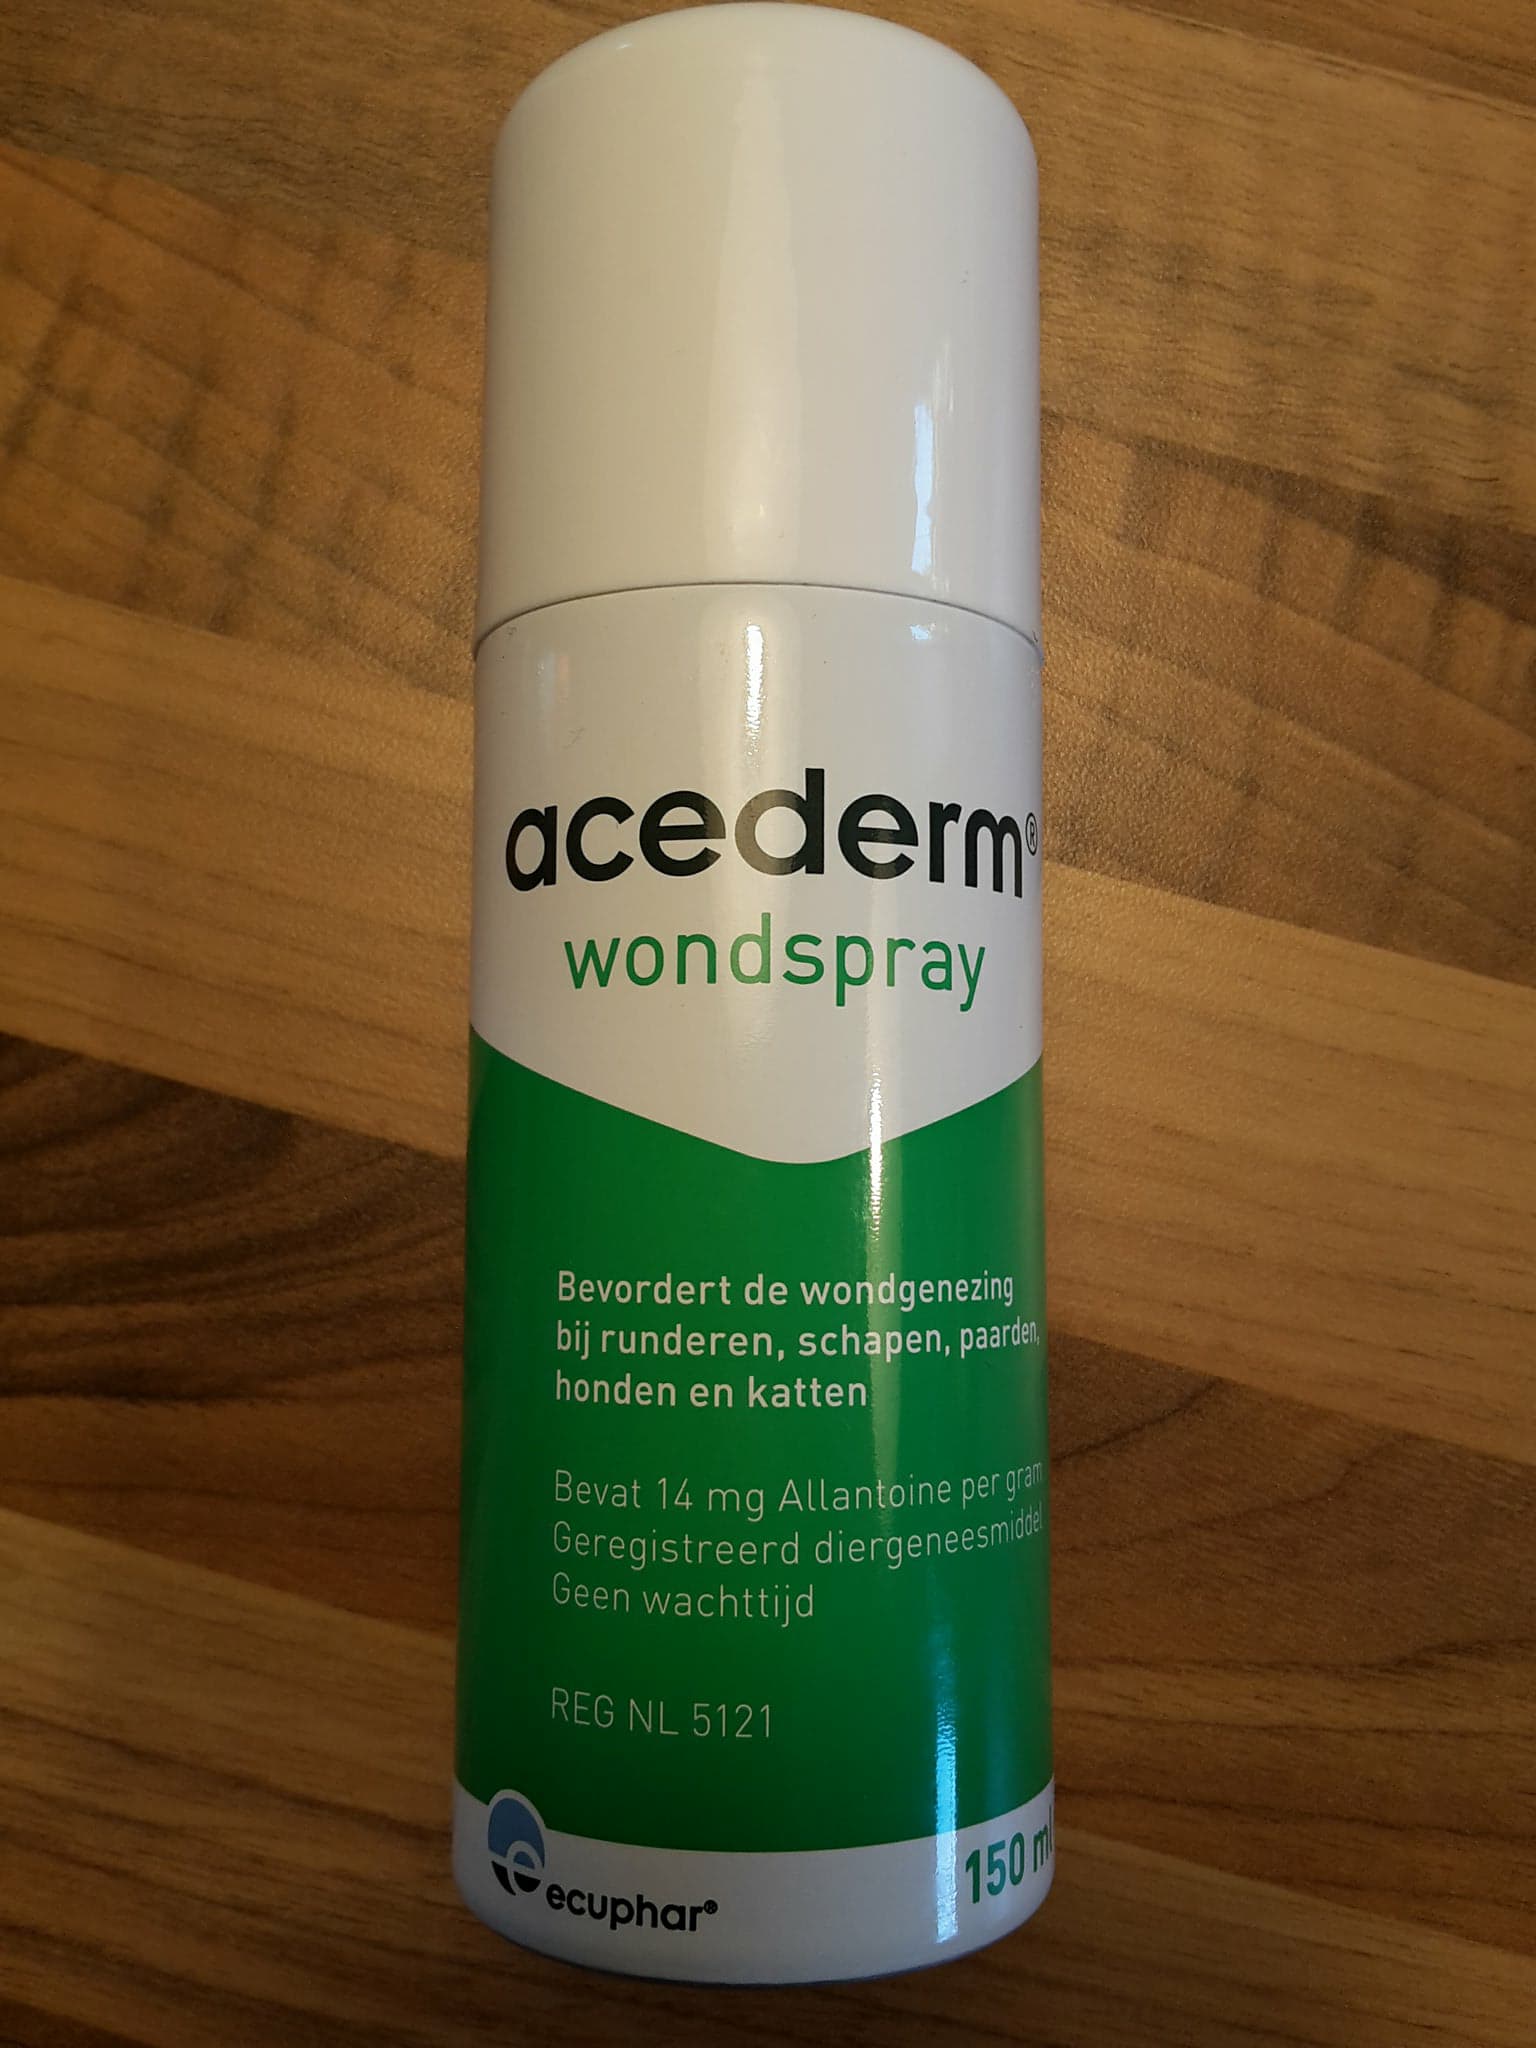 acederm®
wondspray
Bevordert de wondgenezing
bij runderen, schapen, paarden,
honden en katten
Bevat 14 mg Allantoine per gram
Geregistreerd diergeneesmiddel
Geen wachttijd
REG NL 5121
e ecuphar®
150 ml